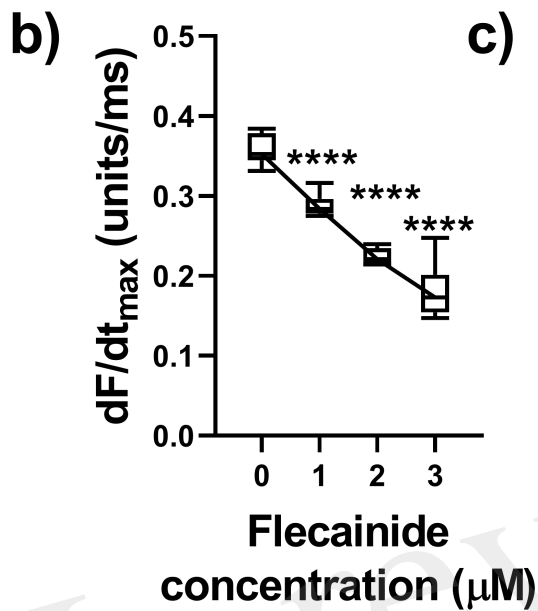 b)
c)
dF/dtmax (units/ms)
0.5
0.4
0.3
0.2
0.1
0.0
****
****
****
0 1 2 3
Flecainide
concentration (μM)